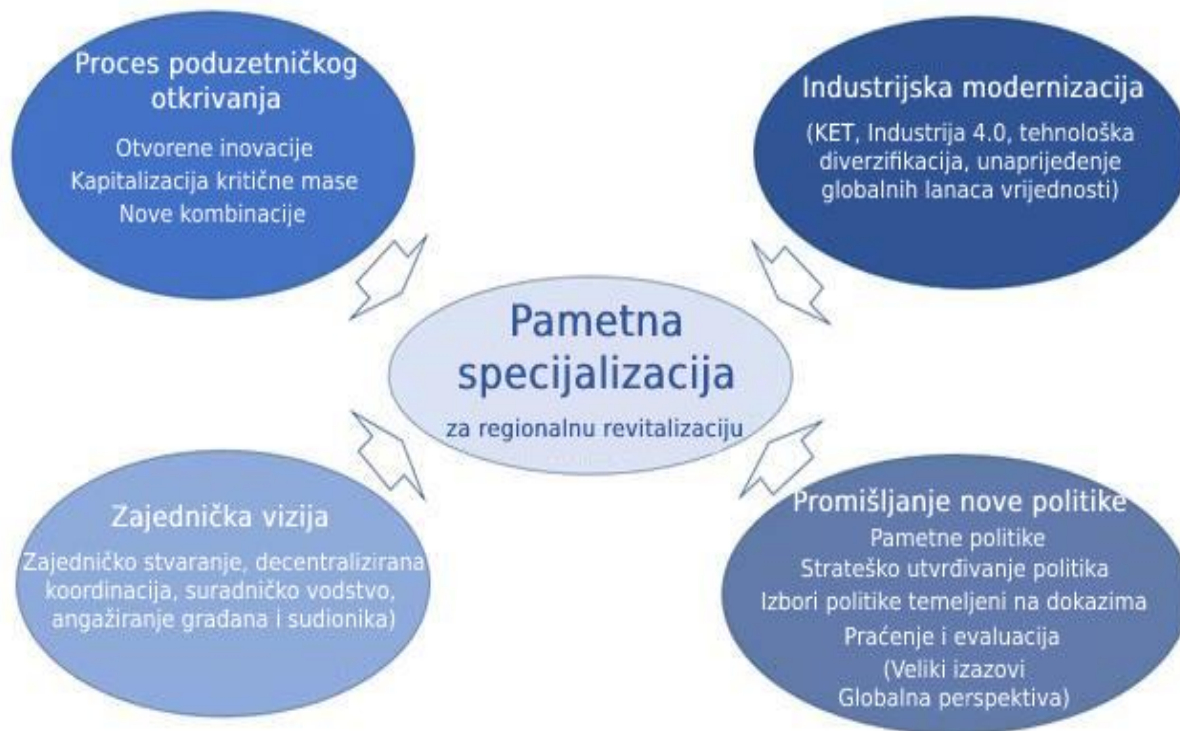 Proces poduzetničkog
otkrivanja
Otvorene inovacije
Kapitalizacija kritične mase
Nove kombinacije
Industrijska modernizacija
(KET, Industrija 4.0, tehnološka
diverzifikacija, unaprijeđenje
globalnih lanaca vrijednosti)
Pametna
specijalizacija
za regionalnu revitalizaciju
Zajednička vizija
Zajedničko stvaranje, decentralizirana
koordinacija, suradničko vodstvo,
angažiranje građana i sudionika)
Promišljanje nove politike
Pametne politike
Strateško utvrđivanje politika
Izbori politike temeljeni na dokazima
Praćenje i evaluacija
(Veliki izazovi
Globalna perspektiva)